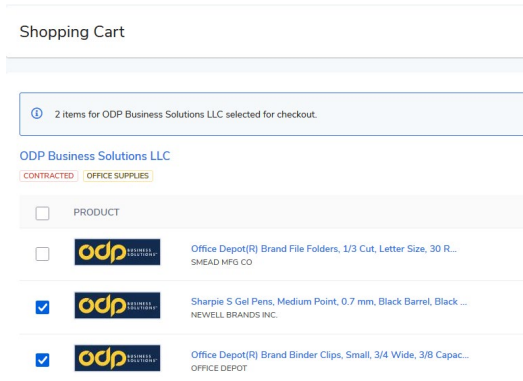 Shopping Cart
2 items for ODP Business Solutions LLC selected for checkout.
ODP Business Solutions LLC
CONTRACTED OFFICE SUPPLIES
PRODUCT
odp BUSINESS SOLUTIONS™
Office Depot(R) Brand File Folders, 1/3 Cut, Letter Size, 30 R...
SMEAD MFG CO
odp BUSINESS SOLUTIONS™
Sharpie S Gel Pens, Medium Point, 0.7 mm, Black Barrel, Black ...
NEWELL BRANDS INC.
odp BUSINESS SOLUTIONS™
Office Depot(R) Brand Binder Clips, Small, 3/4 Wide, 3/8 Capac...
OFFICE DEPOT